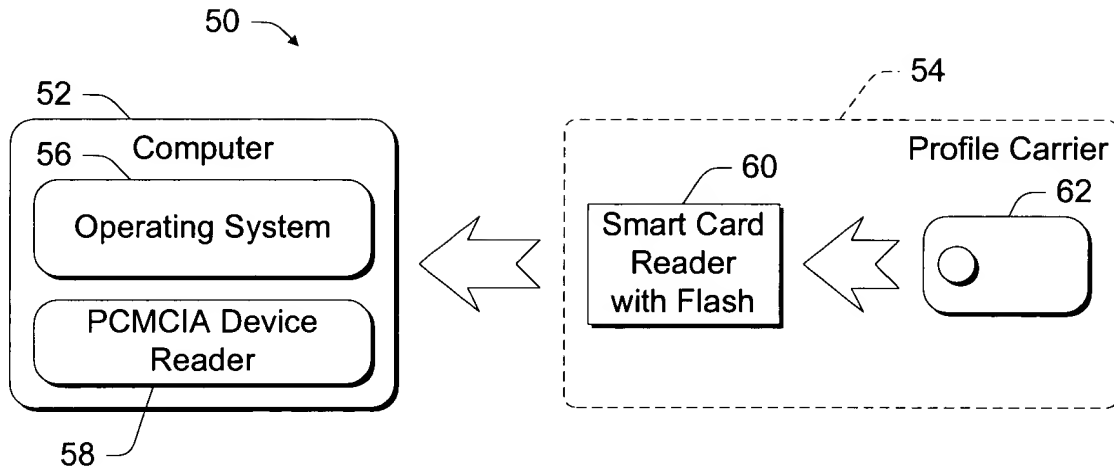 50
52
54
Computer
Profile Carrier
56
60
62
Operating System
Smart Card
Reader
with Flash
PCMCIA Device
Reader
58